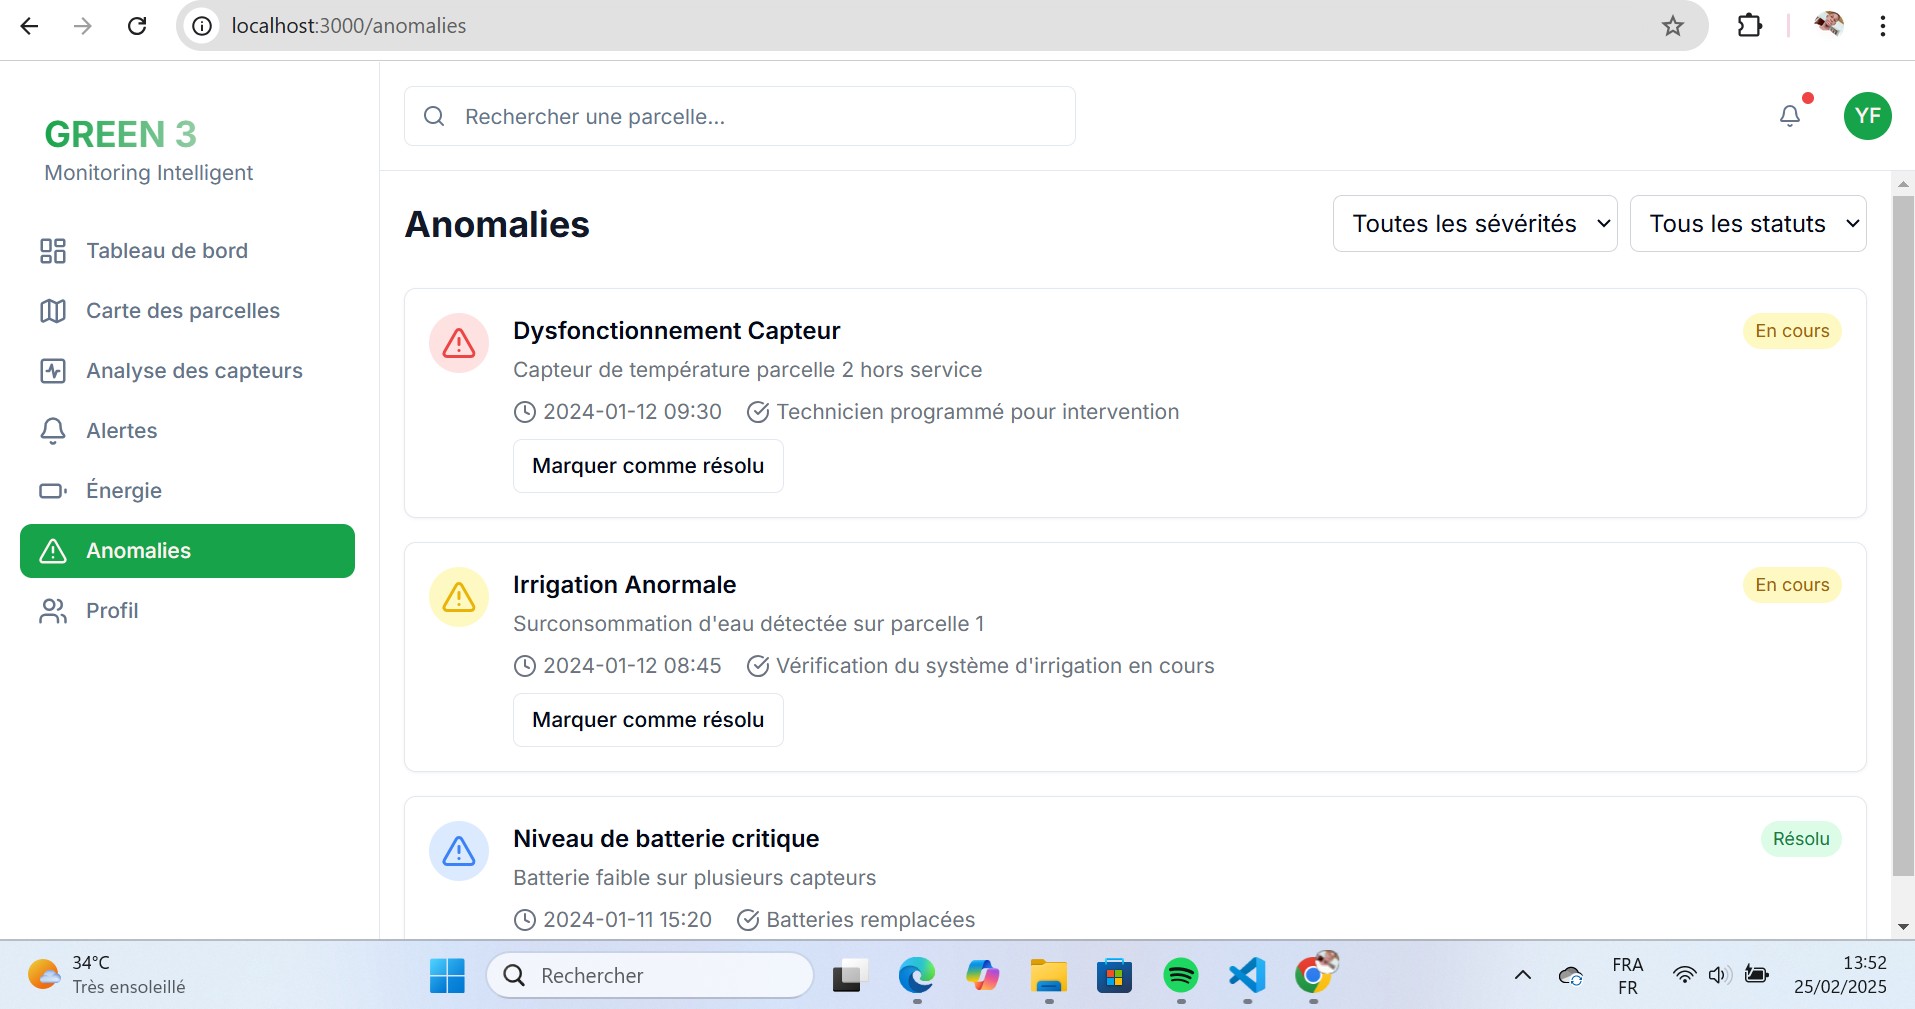 localhost:3000/anomalies
GREEN 3
Monitoring Intelligent
Tableau de bord
Carte des parcelles
Analyse des capteurs
Alertes
Énergie
Anomalies
Profil
Rechercher une parcelle...
YF
Anomalies
Toutes les sévérités
Tous les statuts
Dysfonctionnement Capteur
En cours
Capteur de température parcelle 2 hors service
2024-01-12 09:30 Technicien programmé pour intervention
Marquer comme résolu
Irrigation Anormale
En cours
Surconsommation d'eau détectée sur parcelle 1
2024-01-12 08:45 Vérification du système d'irrigation en cours
Marquer comme résolu
Niveau de batterie critique
Résolu
Batterie faible sur plusieurs capteurs
2024-01-11 15:20 Batteries remplacées
34°C
Très ensoleillé
Rechercher
FRA
FR
13:52
25/02/2025